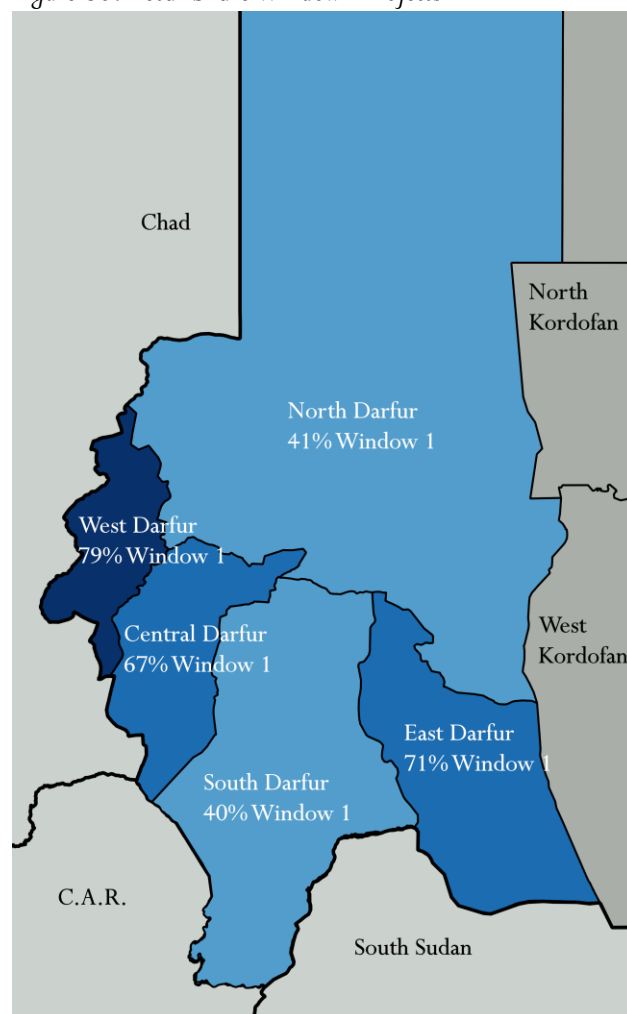 Chad
North
Kordofan
North Darfur
41% Window 1
West Darfur
79% Window 1
Central Darfur
67% Window 1
West
Kordofan
East Darfur
71% Window 1
South Darfur
40% Window 1
C.A.R.
South Sudan